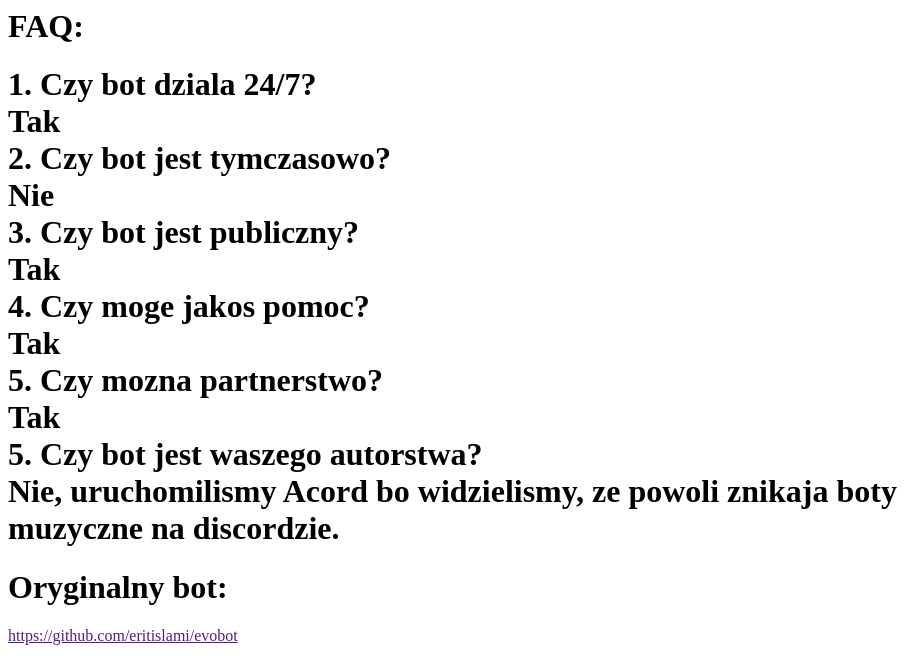 FAQ:
1. Czy bot dziala 24/7?
Tak
2. Czy bot jest tymczasowo?
Nie
3. Czy bot jest publiczny?
Tak
4. Czy moge jakos pomoc?
Tak
5. Czy mozna partnerstwo?
Tak
5. Czy bot jest waszego autorstwa?
Nie, uruchomilismy Acord bo widzielismy, ze powoli znikaja boty
muzyczne na discordzie.
Oryginalny bot:
https://github.com/eritislami/evobot